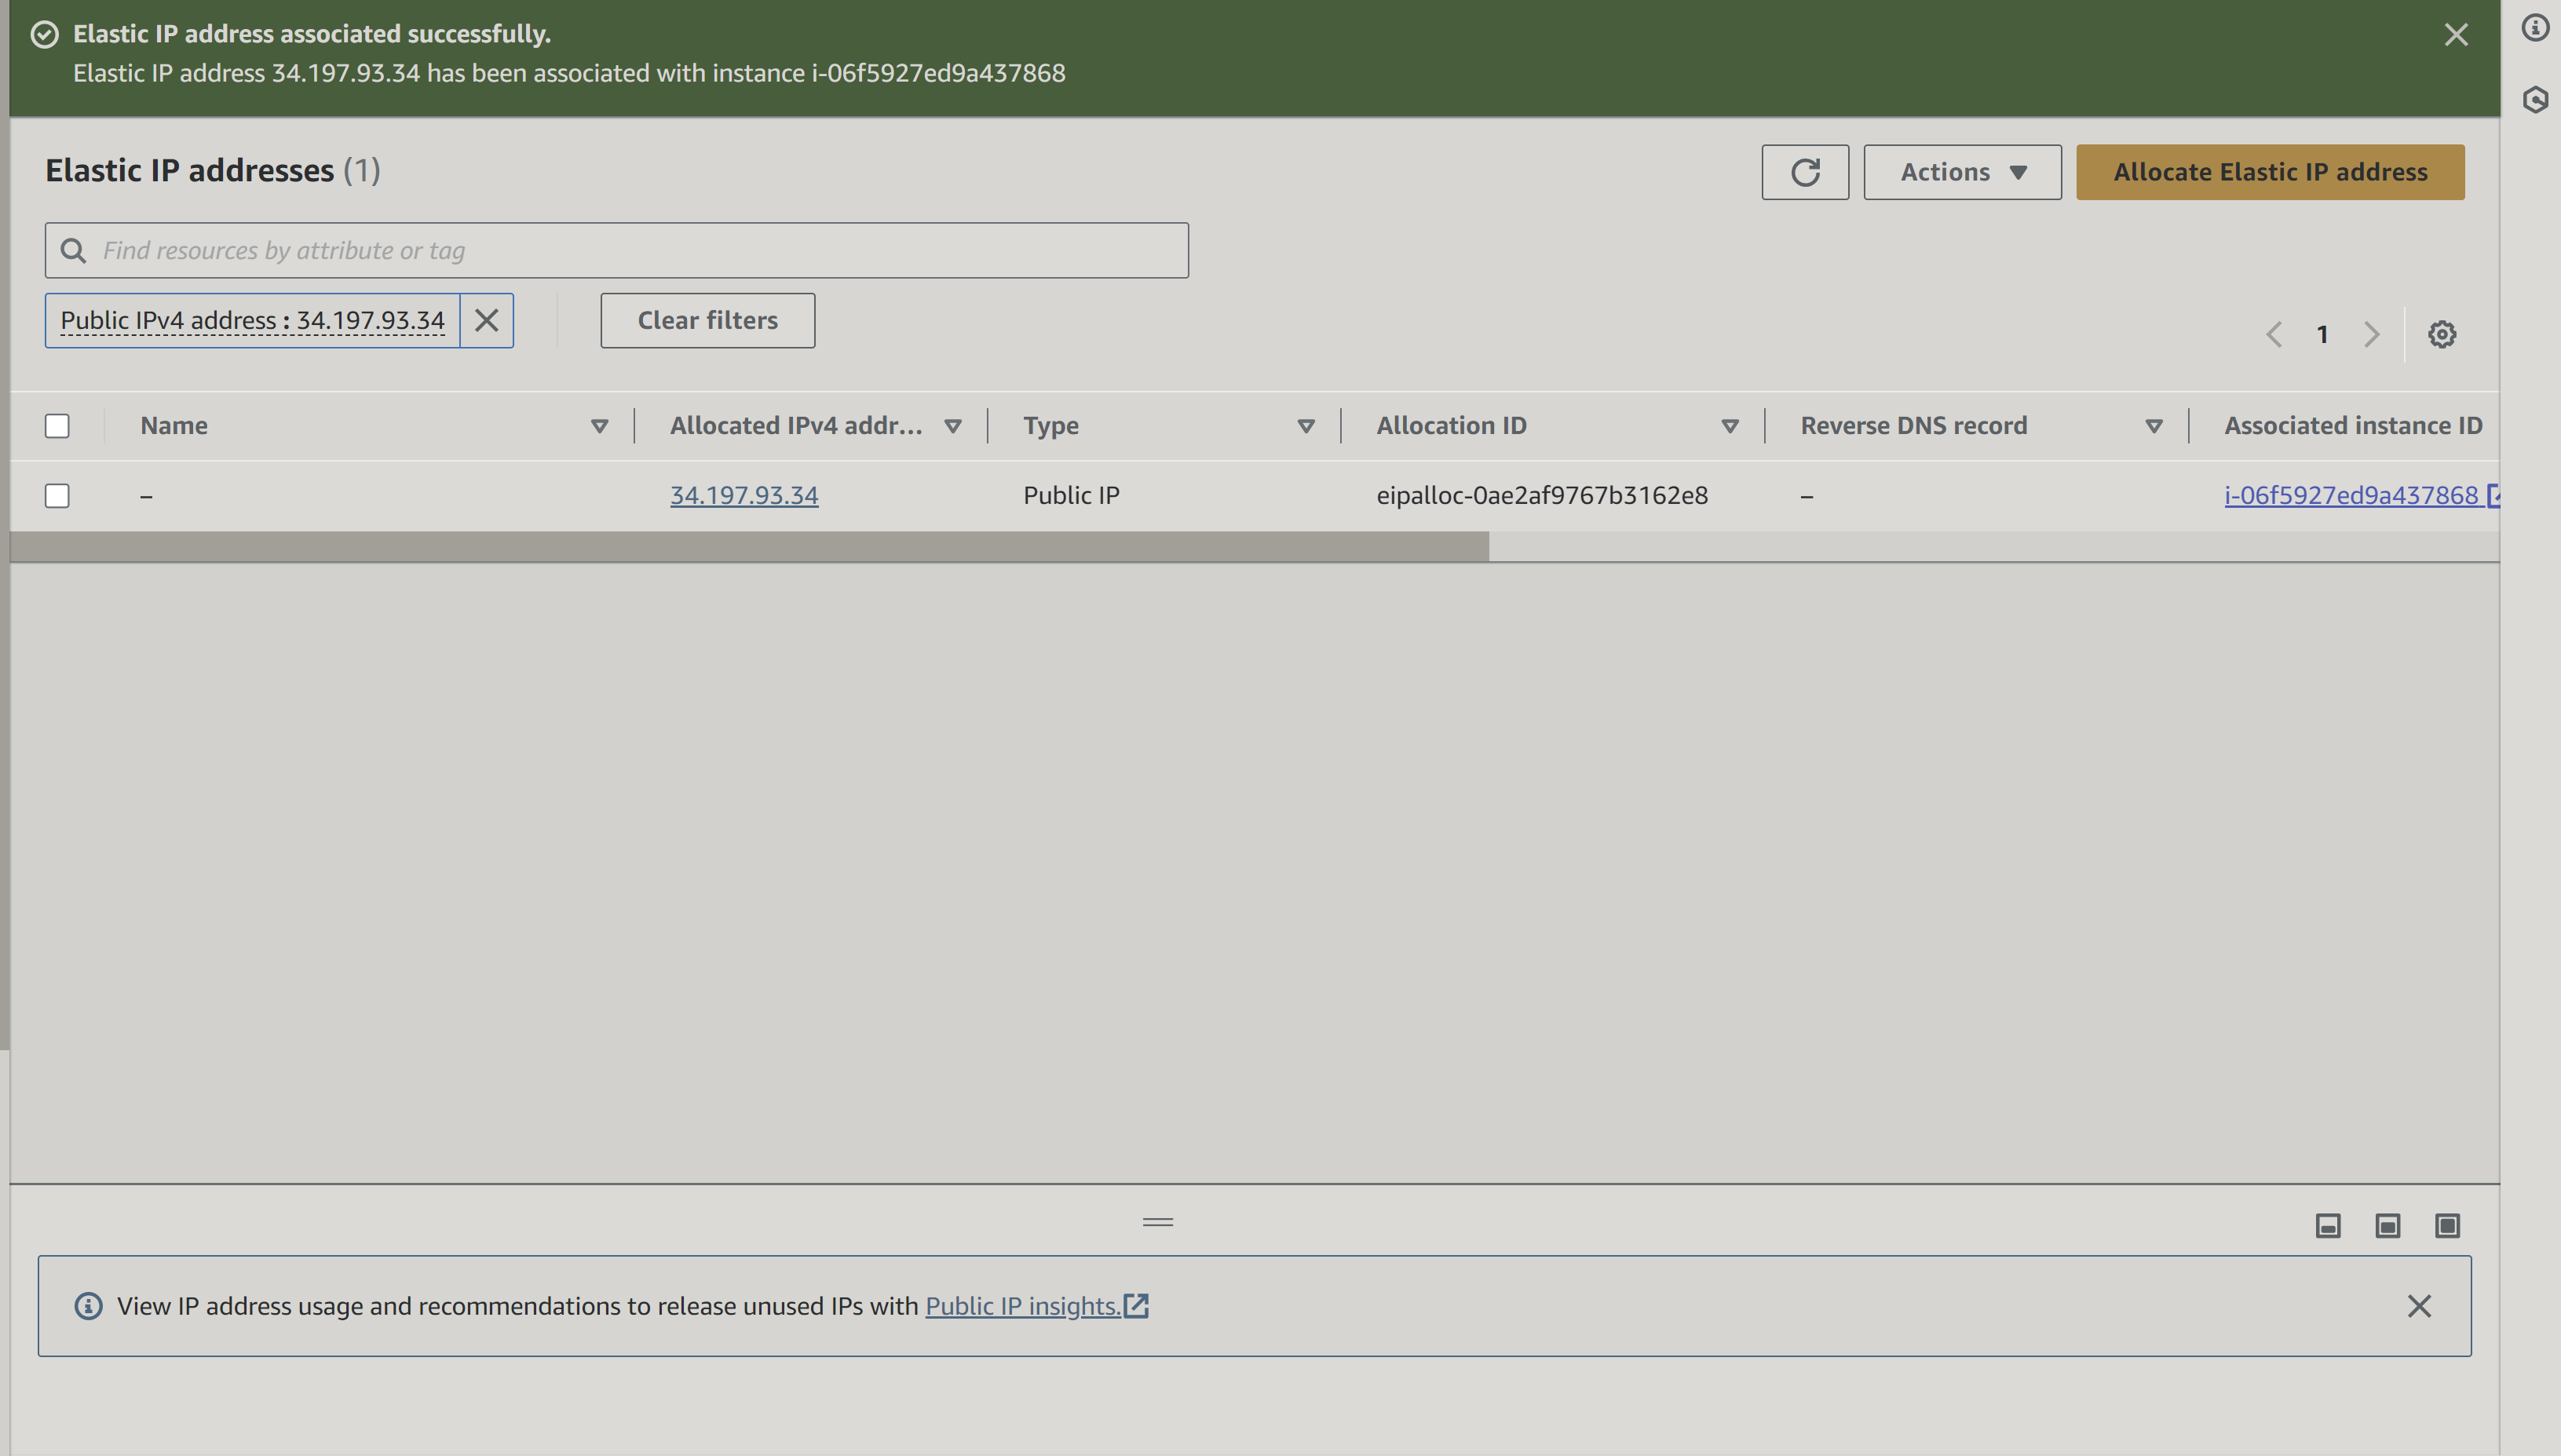 Elastic IP address associated successfully.
Elastic IP address 34.197.93.34 has been associated with instance i-06f5927ed9a437868
Elastic IP addresses (1)
Actions
Allocate Elastic IP address
Find resources by attribute or tag
Public IPv4 address : 34.197.93.34
Clear filters
1
Name
Allocated IPv4 addr...
Type
Allocation ID
Reverse DNS record
Associated instance ID
–
34.197.93.34
Public IP
eipalloc-0ae2af9767b3162e8
–
i-06f5927ed9a437868
View IP address usage and recommendations to release unused IPs with Public IP insights.